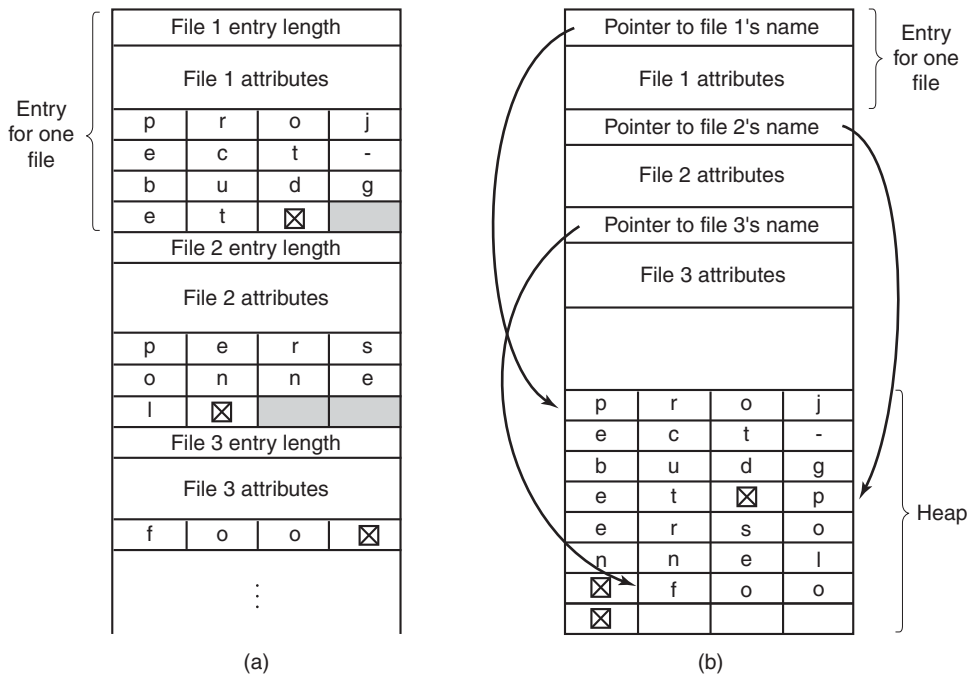 File 1 entry length
File 1 attributes
Entry
for one
file
p r o j
e c t -
b u d g
e t ☒
File 2 entry length
File 2 attributes
p e r s
o n n e
l ☒
File 3 entry length
File 3 attributes
f o o ☒
⋮
(a)
Pointer to file 1's name
File 1 attributes
Entry
for one
file
Pointer to file 2's name
File 2 attributes
Pointer to file 3's name
File 3 attributes
p r o j
e c t -
b u d g
e t ☒ p
e r s o
n n e l
☒ f o o
☒
Heap
(b)